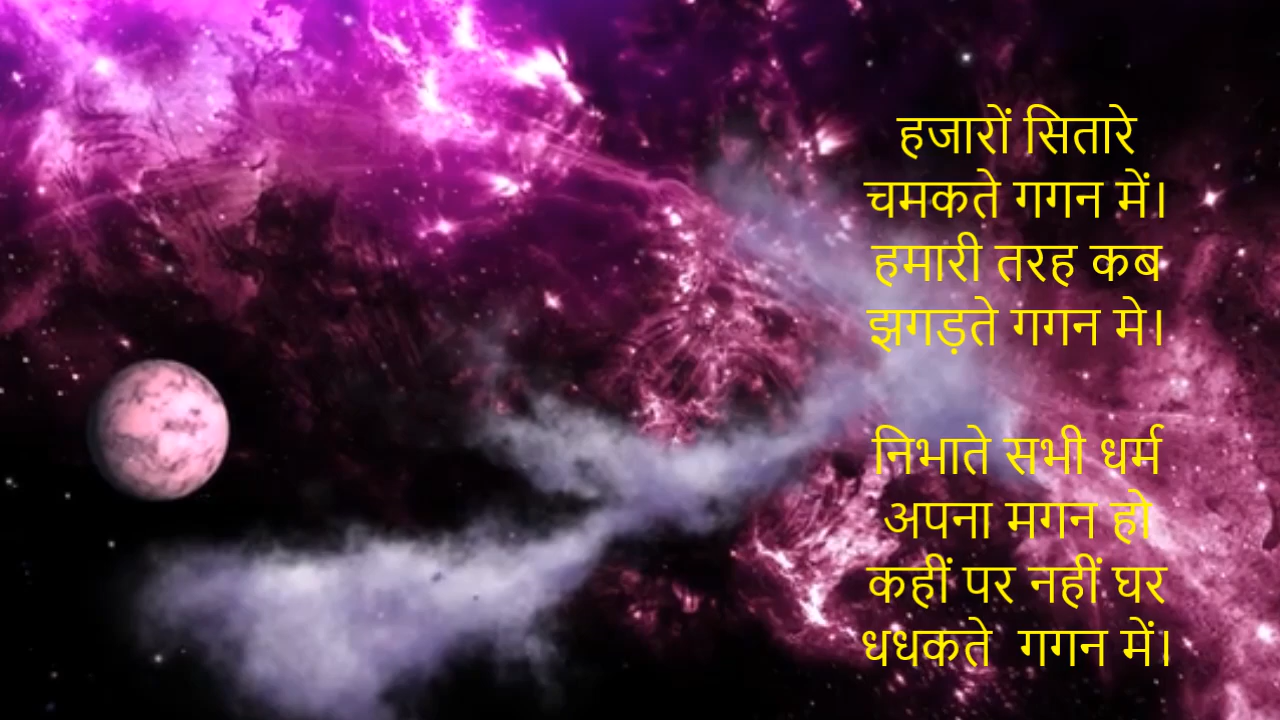 हजारों सितारे
चमकते गगन में।
हमारी तरह कब
झगड़ते गगन मे।
निभाते सभी धर्म
अपना मगन हो
कहीं पर नहीं घर
धधकते  गगन में।